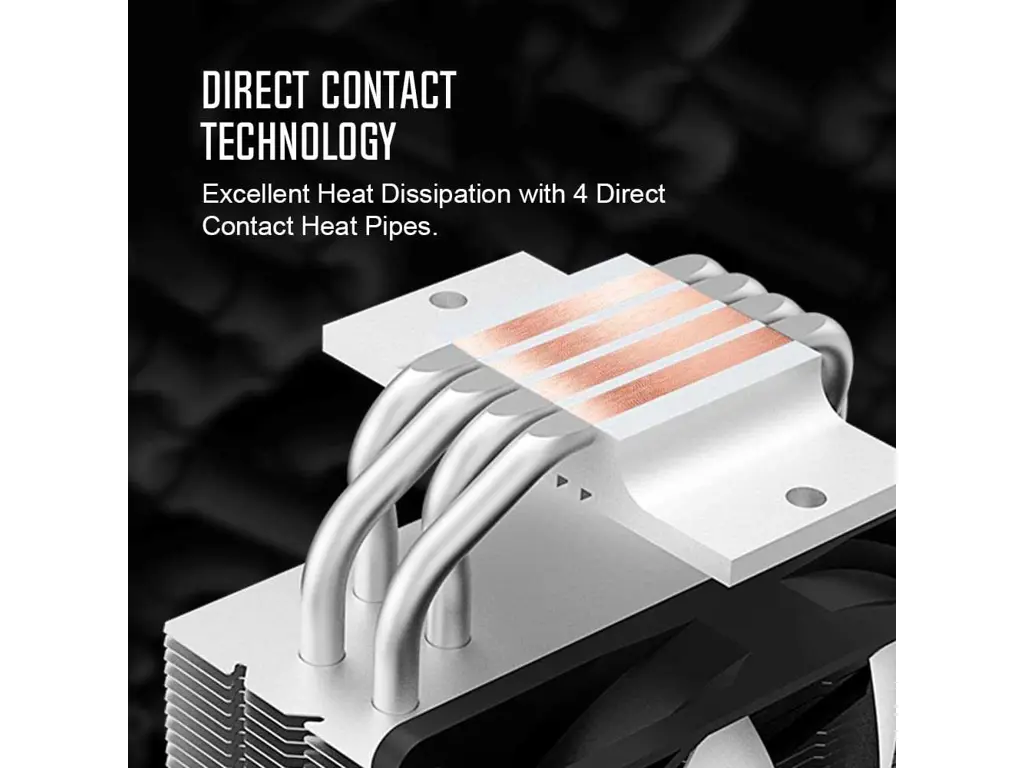 DIRECT CONTACT
TECHNOLOGY
Excellent Heat Dissipation with 4 Direct
Contact Heat Pipes.